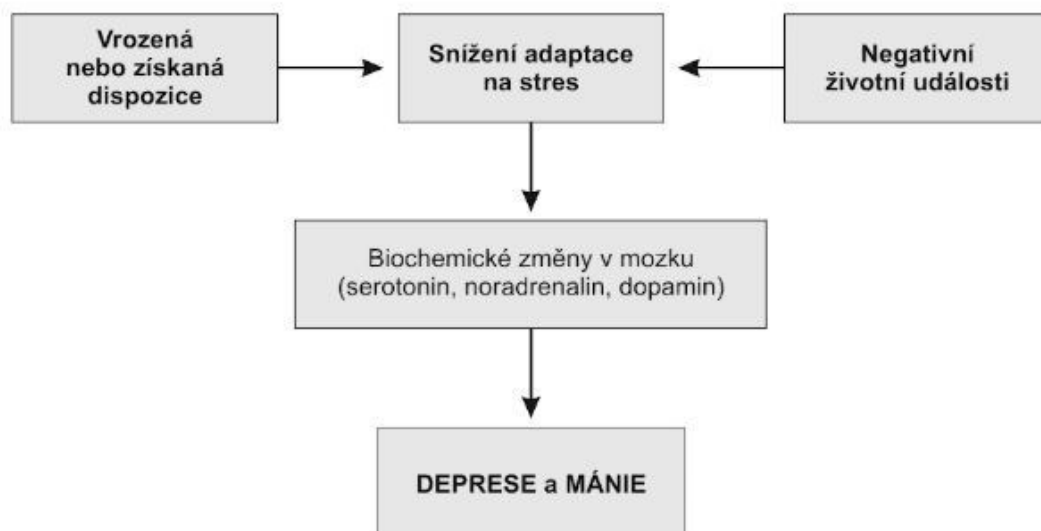 Vrozená
nebo získaná
dispozice
Snížení adaptace
na stres
Negativní
životní události
Biochemické změny v mozku
(serotonin, noradrenalin, dopamin)
DEPRESE a MÁNIE